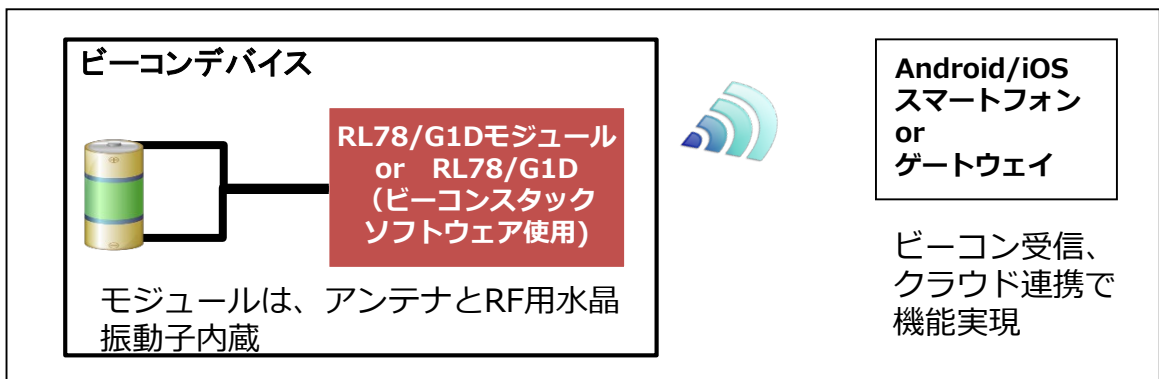 ビーコンデバイス
RL78/G1Dモジュール
or RL78/G1D
（ビーコンスタック
ソフトウェア使用)
モジュールは、アンテナとRF用水晶
振動子内蔵
Android/iOS
スマートフォン
or
ゲートウェイ
ビーコン受信、
クラウド連携で
機能実現